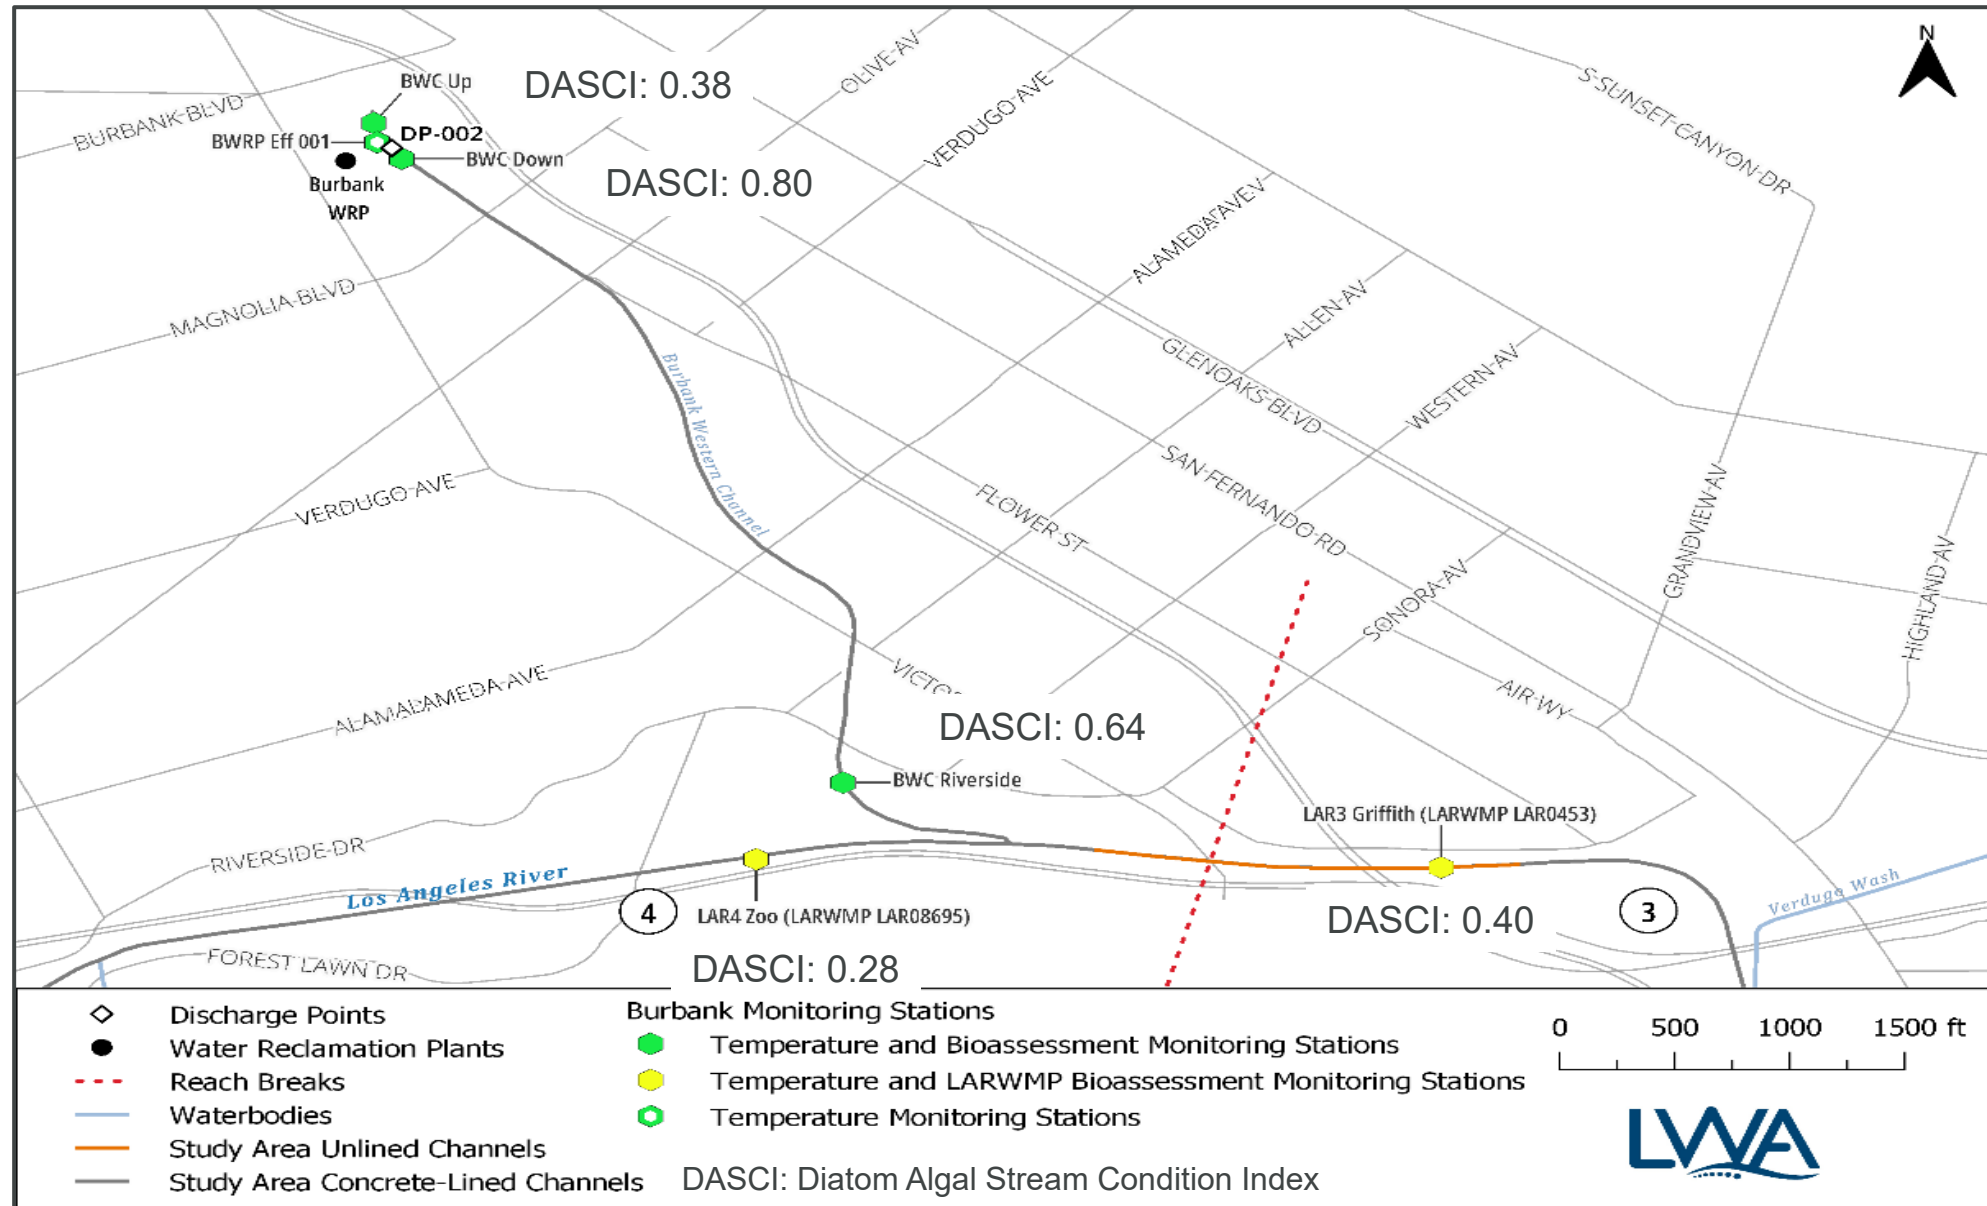 N
BWC Up
DASCI: 0.38
OLIVE AV
VERDUGO AVE
S SUNSET CANYON DR
BURBANK BLVD
BWRP Eff 001
DP-002
BWC Down
DASCI: 0.80
Burbank
WRP
MAGNOLIA BLVD
ALAMEDA AVE
ALLEN AV
WESTERN AV
GLENOAKS BLVD
Burbank Western Channel
VERDUGO AVE
FLOWER ST
SAN FERNANDO RD
SONORA AV
GRANDVIEW AV
HIGHLAND AV
AIR WY
DASCI: 0.64
BWC Riverside
LAR3 Griffith (LARWMP LAR0453)
RIVERSIDE DR
Los Angeles River
4
LAR4 Zoo (LARWMP LAR08695)
DASCI: 0.40
3
Verdugo Wash
FOREST LAWN DR
DASCI: 0.28
Discharge Points
Water Reclamation Plants
Reach Breaks
Waterbodies
Study Area Unlined Channels
Study Area Concrete-Lined Channels
Burbank Monitoring Stations
Temperature and Bioassessment Monitoring Stations
Temperature and LARWMP Bioassessment Monitoring Stations
Temperature Monitoring Stations
DASCI: Diatom Algal Stream Condition Index
0 500 1000 1500 ft
LWA